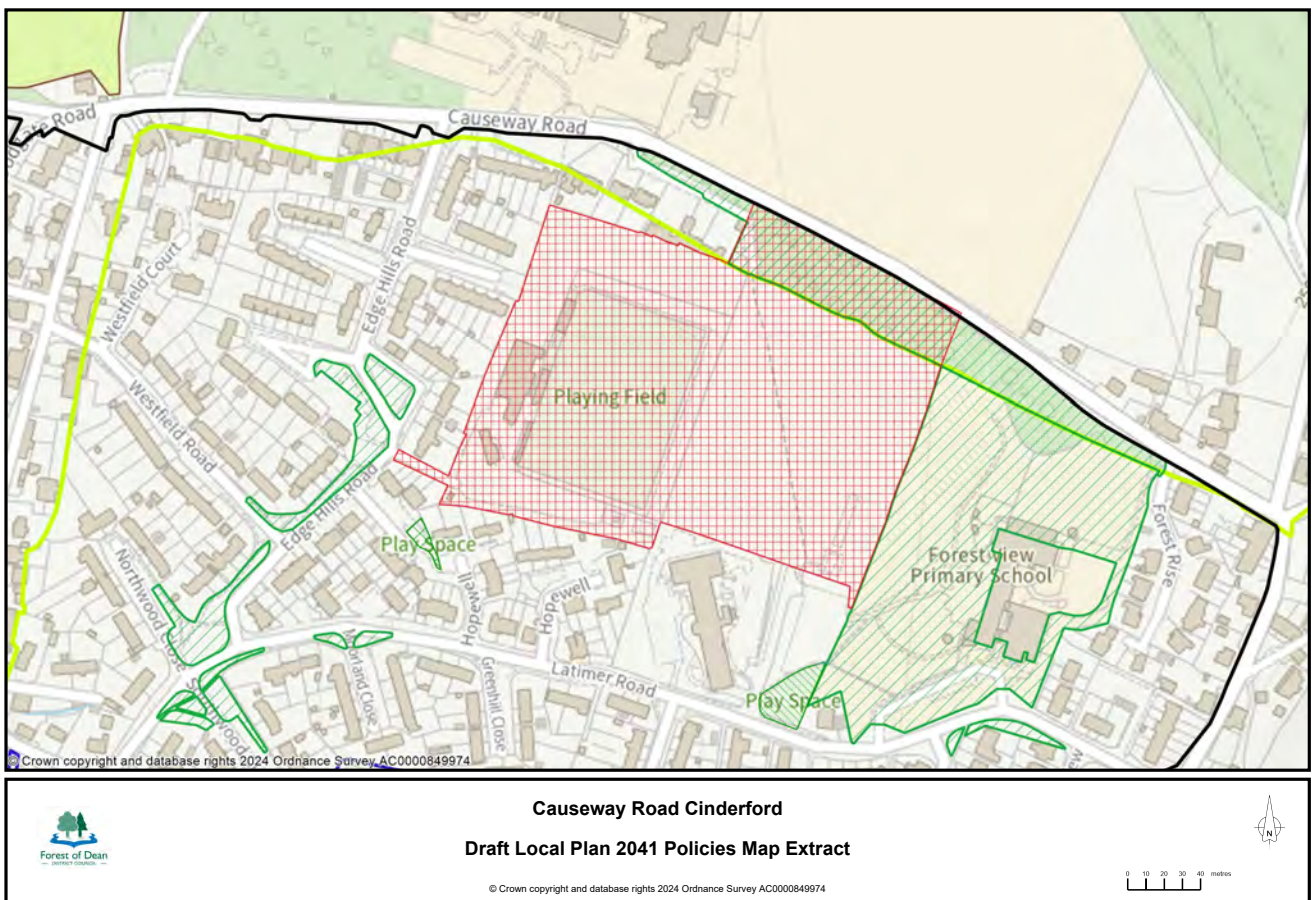 Causeway Road
Westfield Court
Edge Hills Road
Westfield Road
Playing Field
Edge Hills Road
Play Space
Northwood Close
Hopewell
Hopewell
Forest View
Primary School
Forest Rise
Latimer Road
Greenhill Close
Play Space
© Crown copyright and database rights 2024 Ordnance Survey AC0000849974
Causeway Road Cinderford
Draft Local Plan 2041 Policies Map Extract
© Crown copyright and database rights 2024 Ordnance Survey AC0000849974
Forest of Dean
DISTRICT COUNCIL
N
0 10 20 30 40 metres